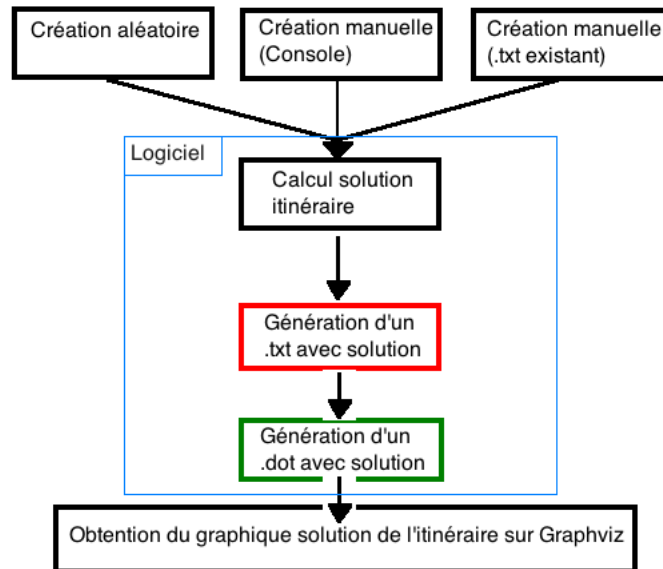 Création aléatoire
Création manuelle
(Console)
Création manuelle
(.txt existant)
Logiciel
Calcul solution
itinéraire
Génération d'un
.txt avec solution
Génération d'un
.dot avec solution
Obtention du graphique solution de l'itinéraire sur Graphviz